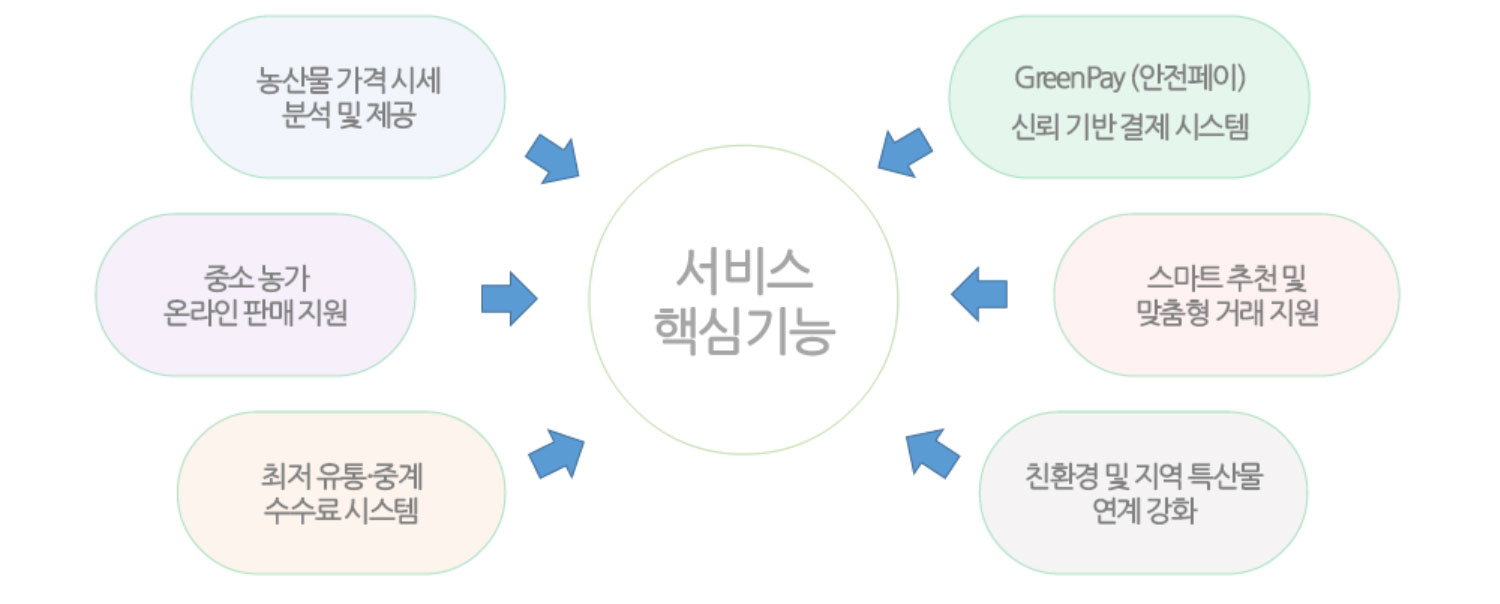 농산물 가격 시세
분석 및 제공
GreenPay (안전페이)
신뢰 기반 결제 시스템
중소 농가
온라인 판매 지원
서비스
핵심기능
스마트 추천 및
맞춤형 거래 지원
최저 유통·중계
수수료 시스템
친환경 및 지역 특산물
연계 강화